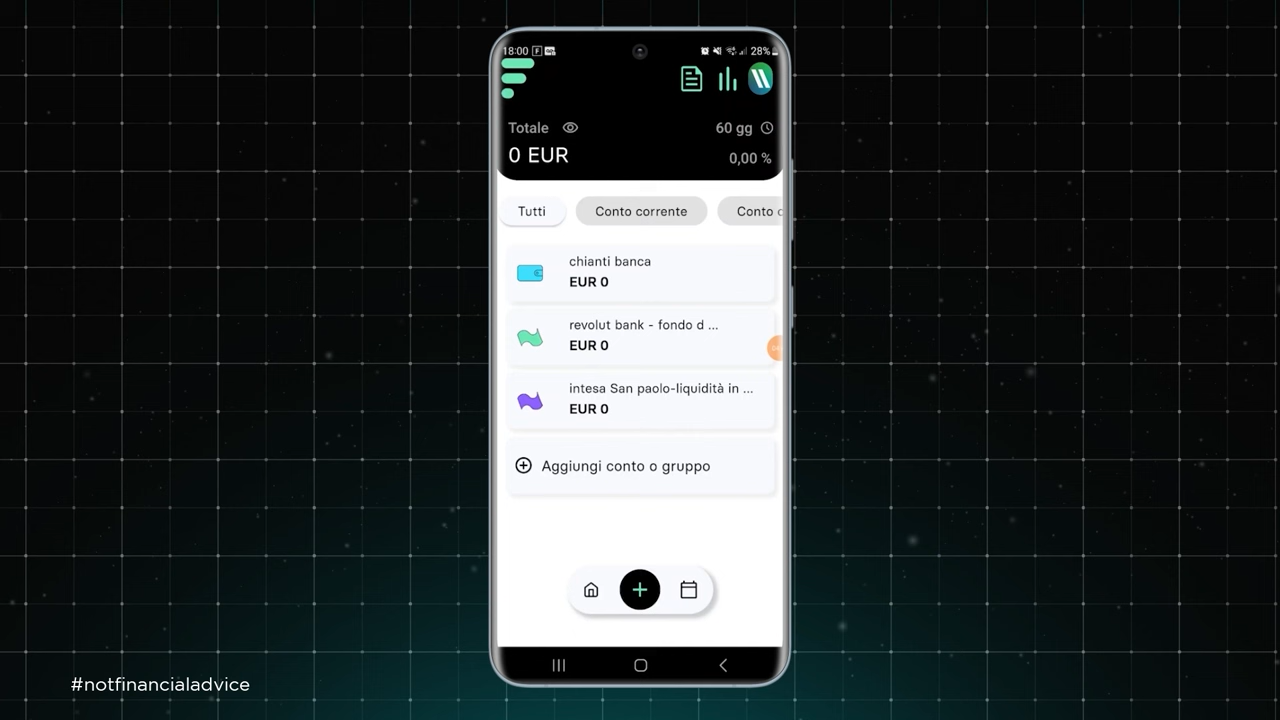 18:00
28%
Totale
60 gg
0 EUR
0,00 %
Tutti
Conto corrente
Conto
chianti banca
EUR 0
revolut bank - fondo d ...
EUR 0
intesa San paolo-liquidità in ...
EUR 0
Aggiungi conto o gruppo
#notfinancialadvice